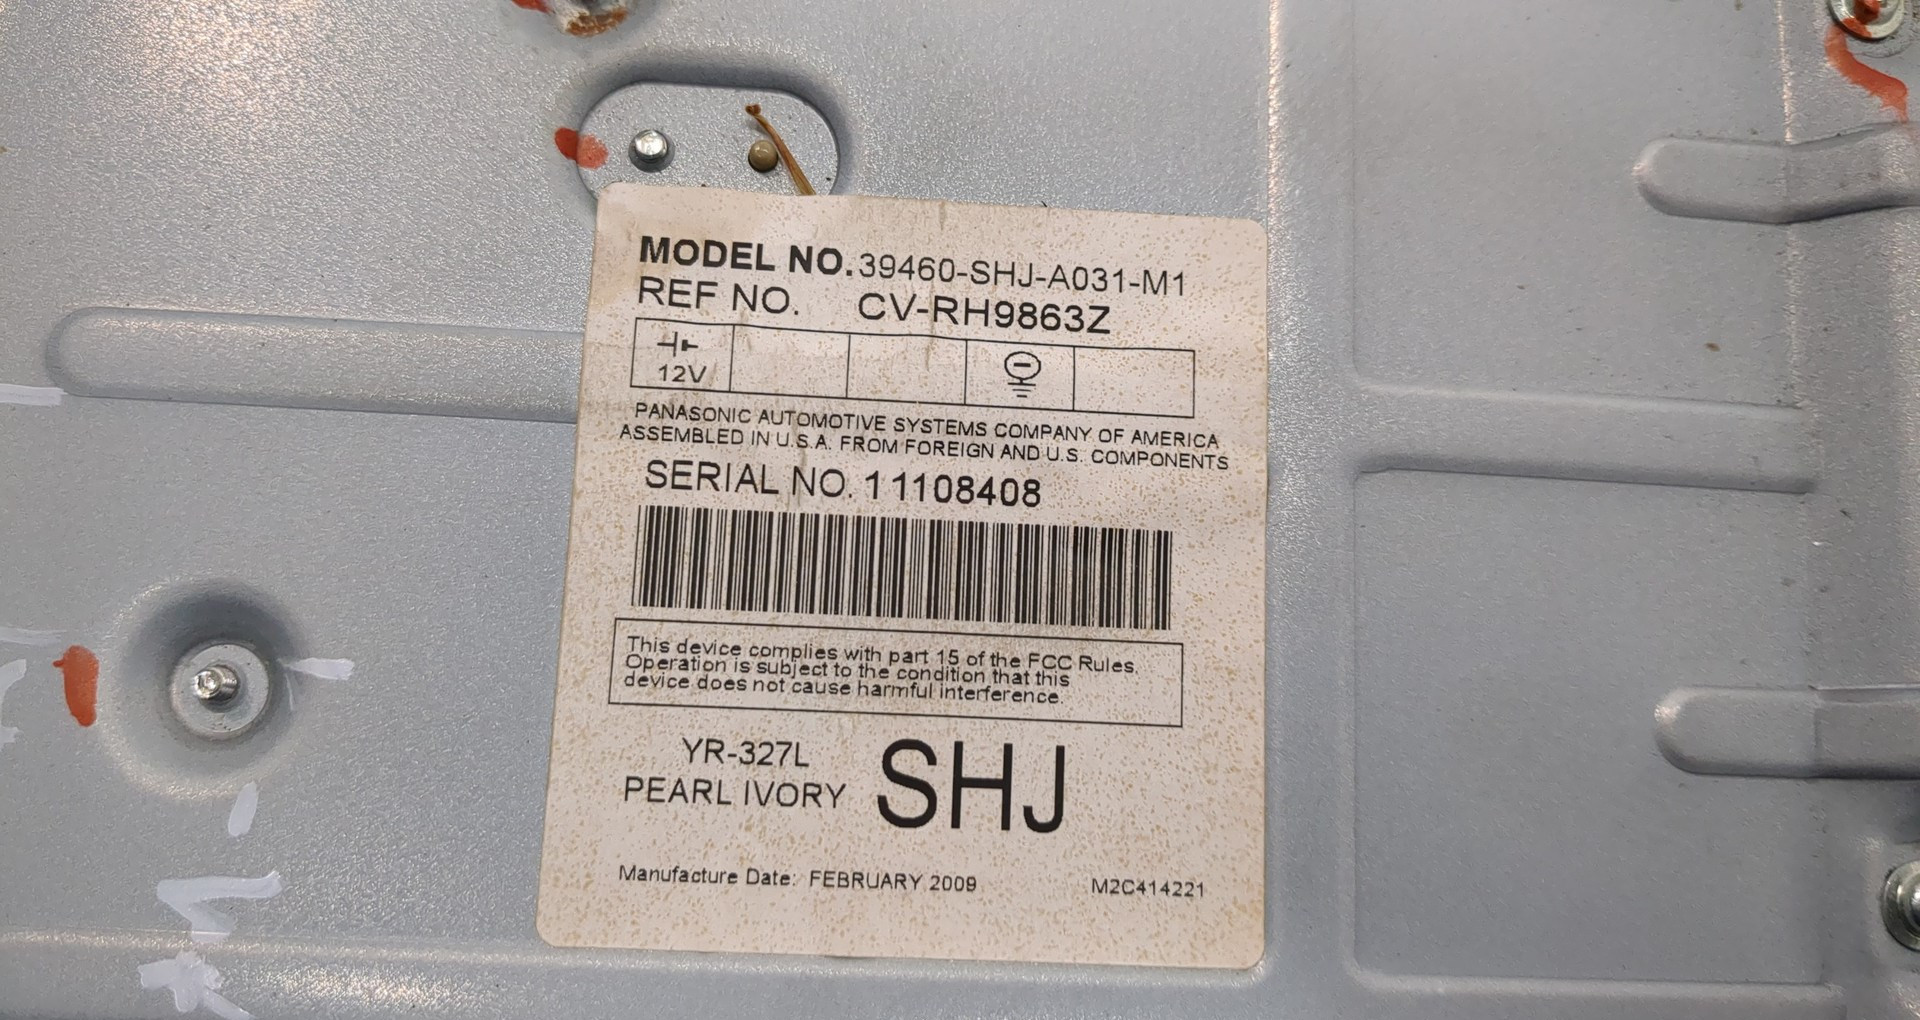 MODEL NO. 39460-SHJ-A031-M1
REF NO. CV-RH9863Z
12V
PANASONIC AUTOMOTIVE SYSTEMS COMPANY OF AMERICA
ASSEMBLED IN U.S.A. FROM FOREIGN AND U.S. COMPONENTS
SERIAL NO. 11108408
This device complies with part 15 of the FCC Rules.
Operation is subject to the condition that this
device does not cause harmful interference.
YR-327L
PEARL IVORY
SHJ
Manufacture Date: FEBRUARY 2009
M2C414221